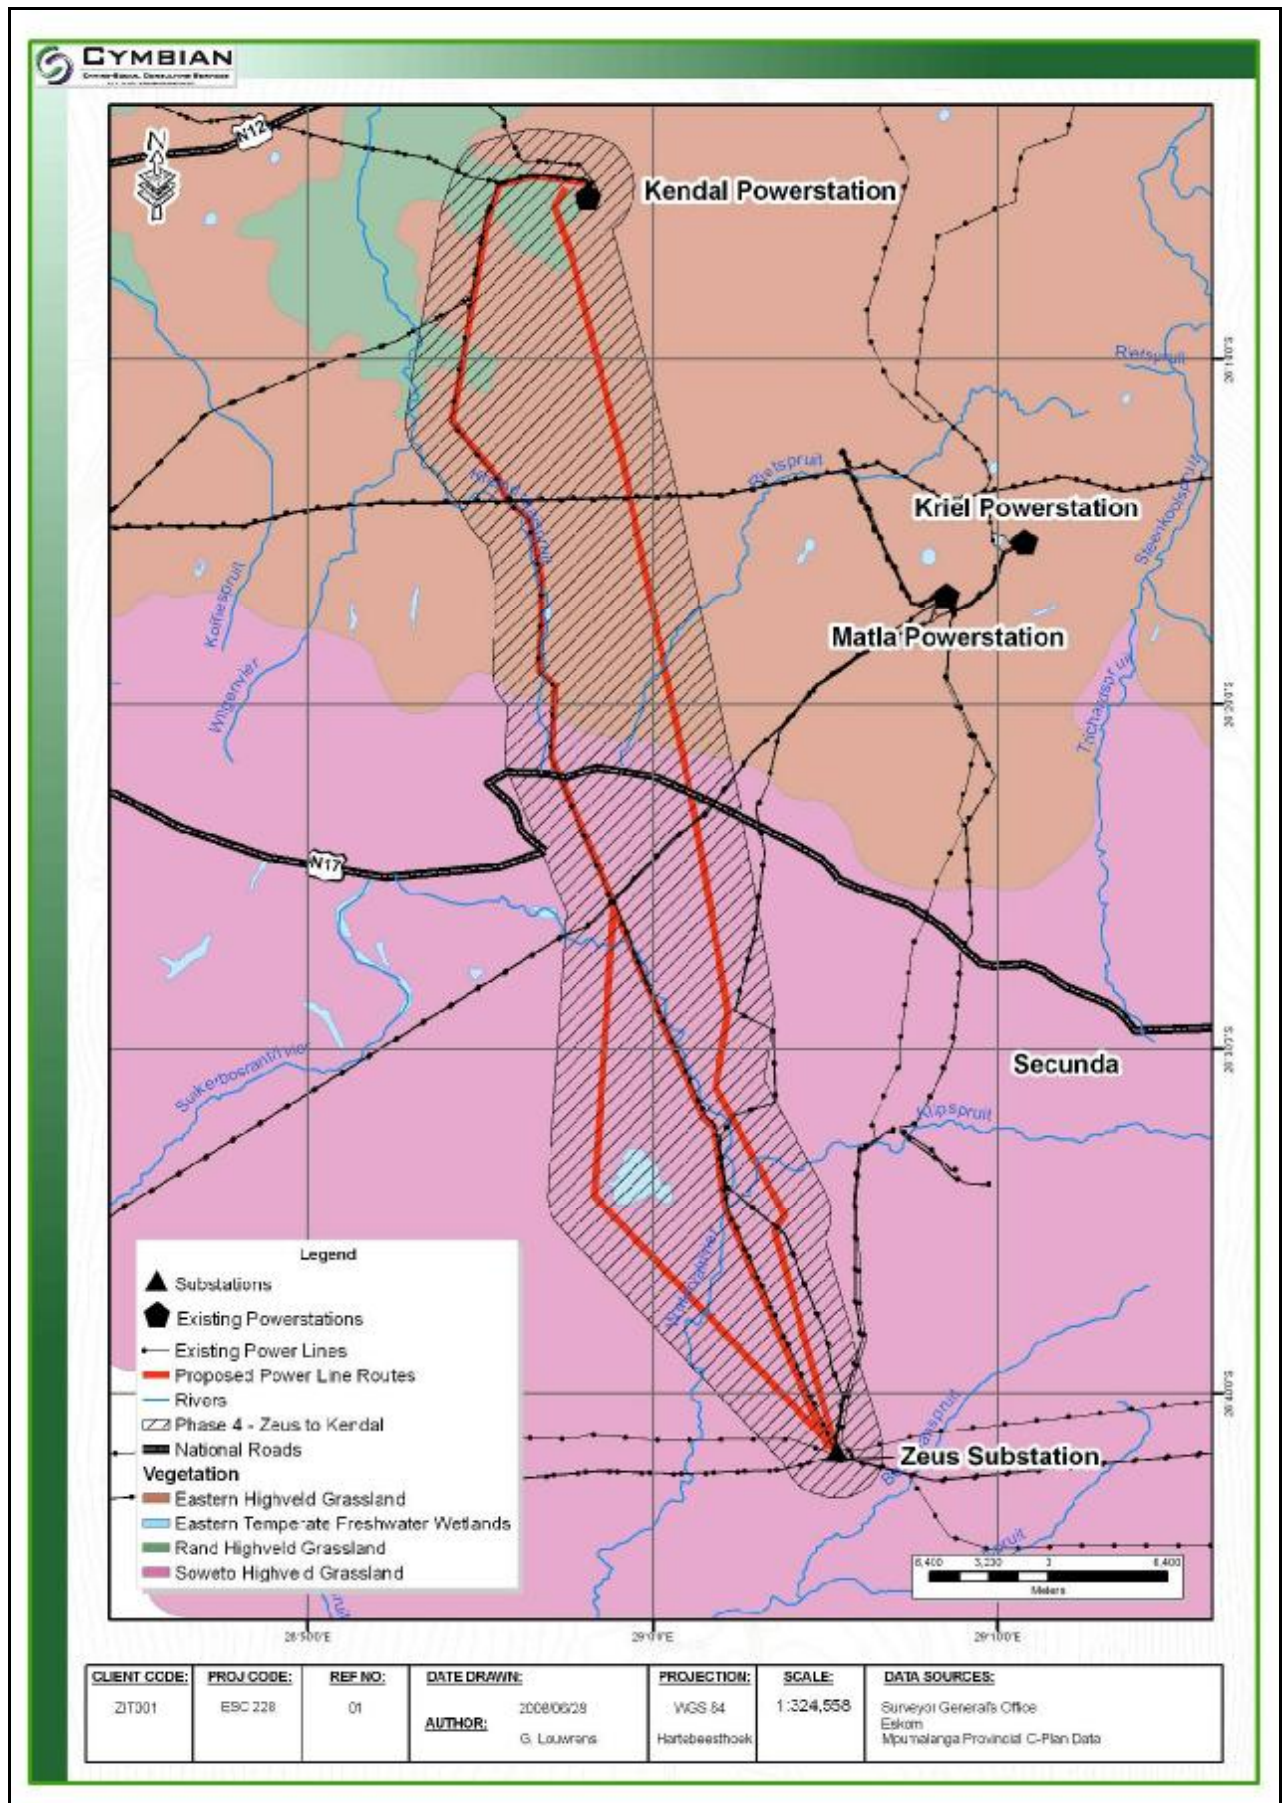 CYMBIAN
N12
N
Kendal Powerstation
Rietspruit
Rietspruit
Kriel Powerstation
Steenkoolspruit
Matla Powerstation
Koffiespruit
Wilgerivier
N17
Secunda
Klipspruit
Legend
Substations
Existing Powerstations
Existing Power Lines
Proposed Power Line Routes
Rivers
Phase 4 - Zeus to Kendal
National Roads
Vegetation
Eastern Highveld Grassland
Eastern Temperate Freshwater Wetlands
Rand Highveld Grassland
Soweto Highveld Grassland
Zeus Substation
Meters
29°0'0"E
29°10'0"E
CLIENT CODE: PROJ CODE: REF NO: DATE DRAWN: PROJECTION: SCALE: DATA SOURCES:
ZIT001 ESC 228 01 2008/06/28 WGS 84 1:324,558 Surveyor General's Office
Eskom
AUTHOR: G. Louwrens Hartebeesthoek Mpumalanga Provincial C-Plan Data